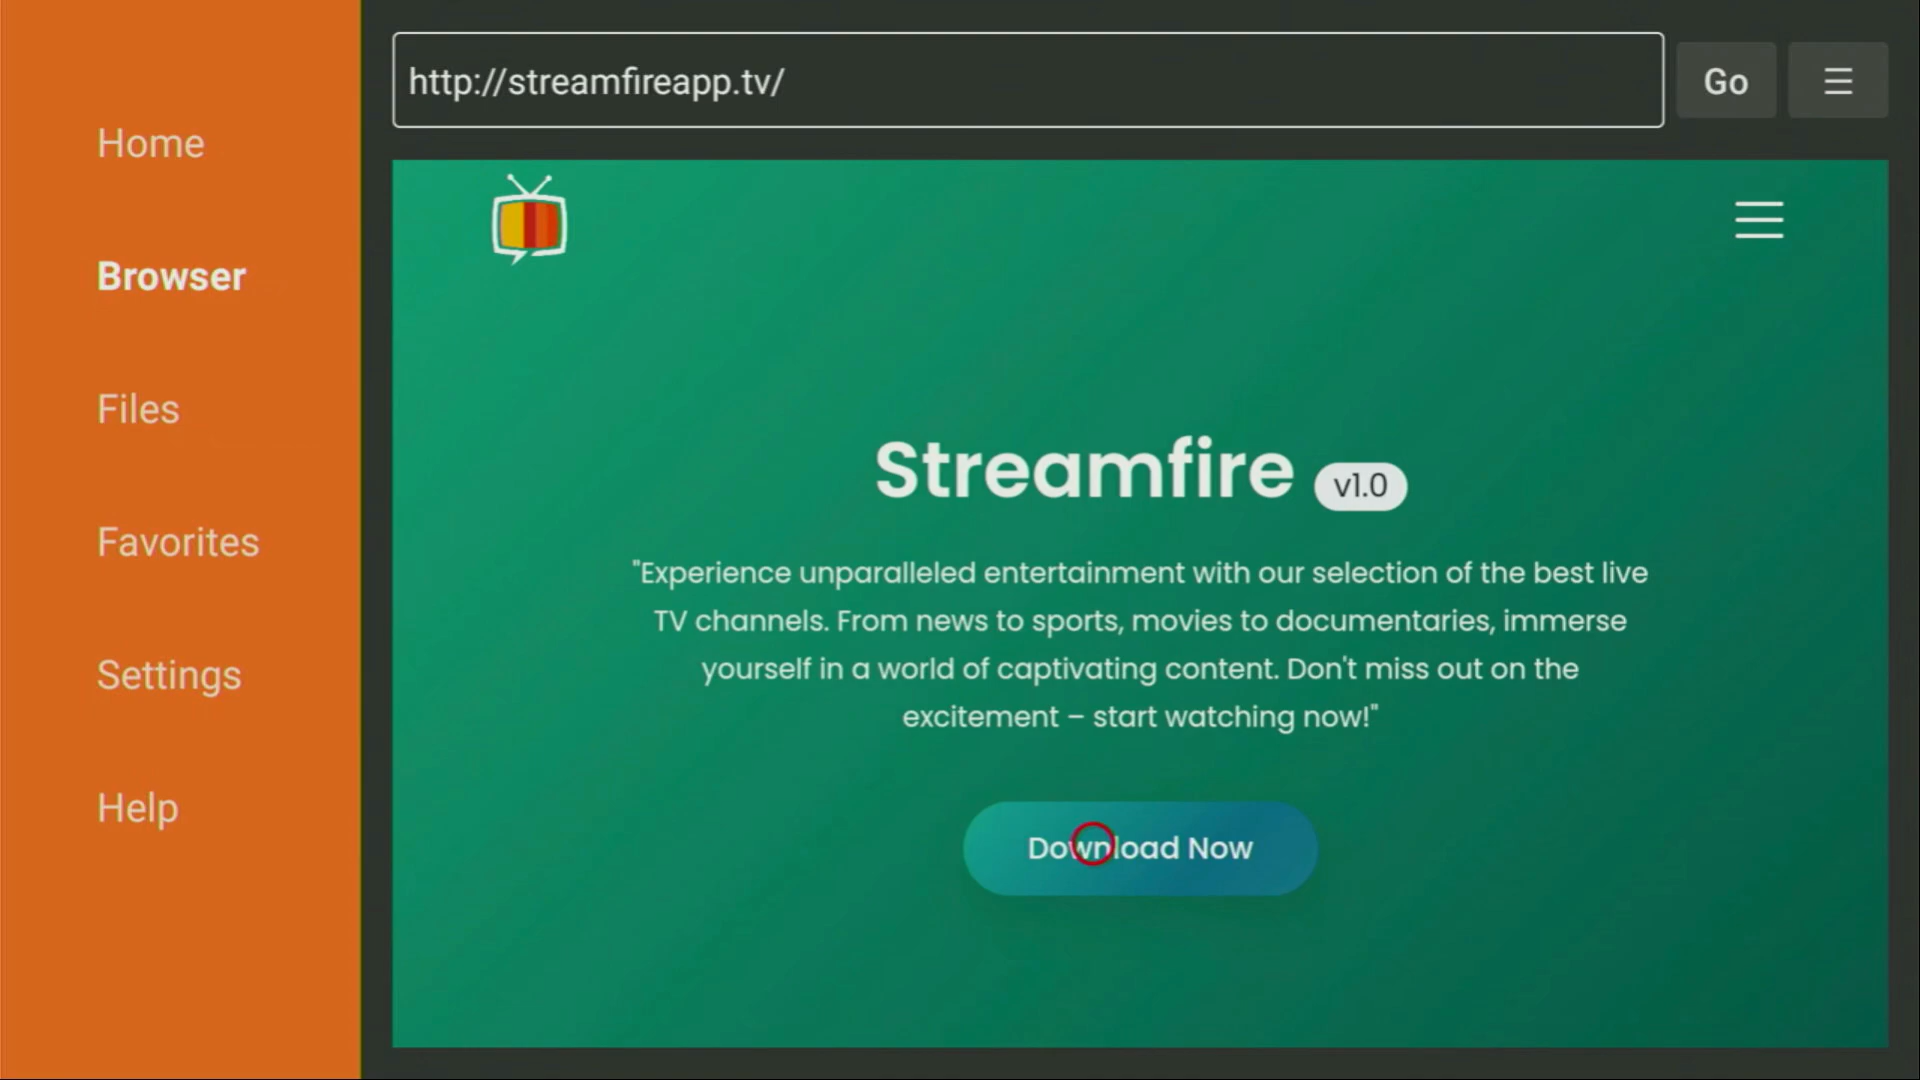 Home
Browser
Files
Favorites
Settings
Help
http://streamfireapp.tv/
Go
Streamfire v1.0
"Experience unparalleled entertainment with our selection of the best live
TV channels. From news to sports, movies to documentaries, immerse
yourself in a world of captivating content. Don't miss out on the
excitement – start watching now!"
Download Now